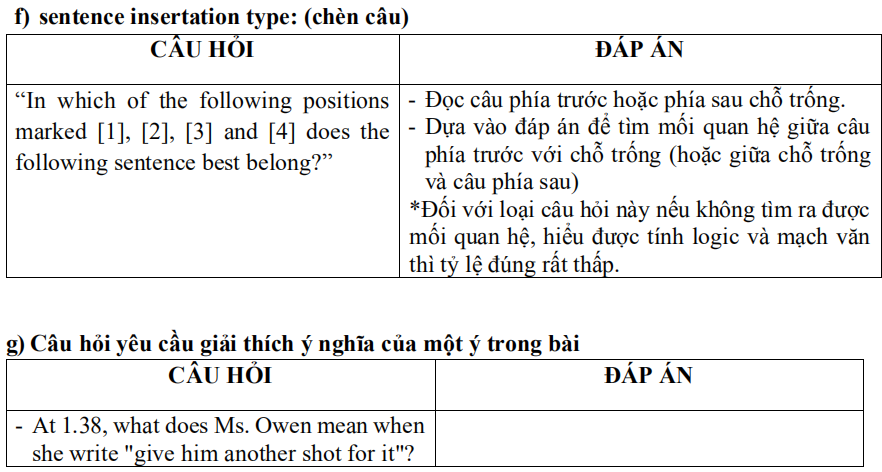 f) sentence insertation type: (chèn câu)
CÂU HỎI
ĐÁP ÁN
“In which of the following positions
marked [1], [2], [3] and [4] does the
following sentence best belong?”
- Đọc câu phía trước hoặc phía sau chỗ trống.
- Dựa vào đáp án để tìm mối quan hệ giữa câu
phía trước với chỗ trống (hoặc giữa chỗ trống
và câu phía sau)
*Đối với loại câu hỏi này nếu không tìm ra được
mối quan hệ, hiểu được tính logic và mạch văn
thì tỷ lệ đúng rất thấp.
g) Câu hỏi yêu cầu giải thích ý nghĩa của một ý trong bài
CÂU HỎI
ĐÁP ÁN
- At 1.38, what does Ms. Owen mean when
she write "give him another shot for it"?